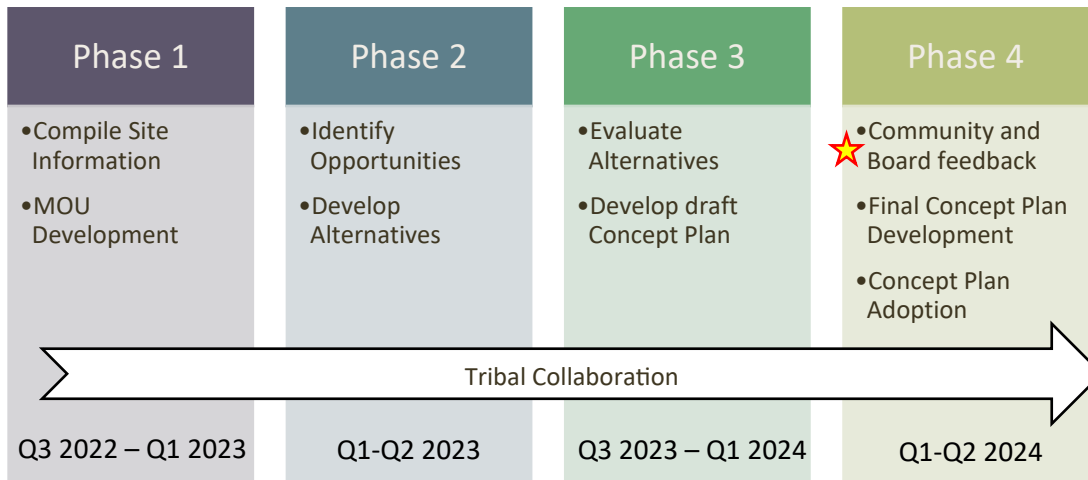 Phase 1
•Compile Site
Information
•MOU
Development
Phase 2
•Identify
Opportunities
•Develop
Alternatives
Phase 3
•Evaluate
Alternatives
•Develop draft
Concept Plan
Phase 4
•Community and
Board feedback
•Final Concept Plan
Development
•Concept Plan
Adoption
Tribal Collaboration
Q3 2022 – Q1 2023
Q1-Q2 2023
Q3 2023 – Q1 2024
Q1-Q2 2024